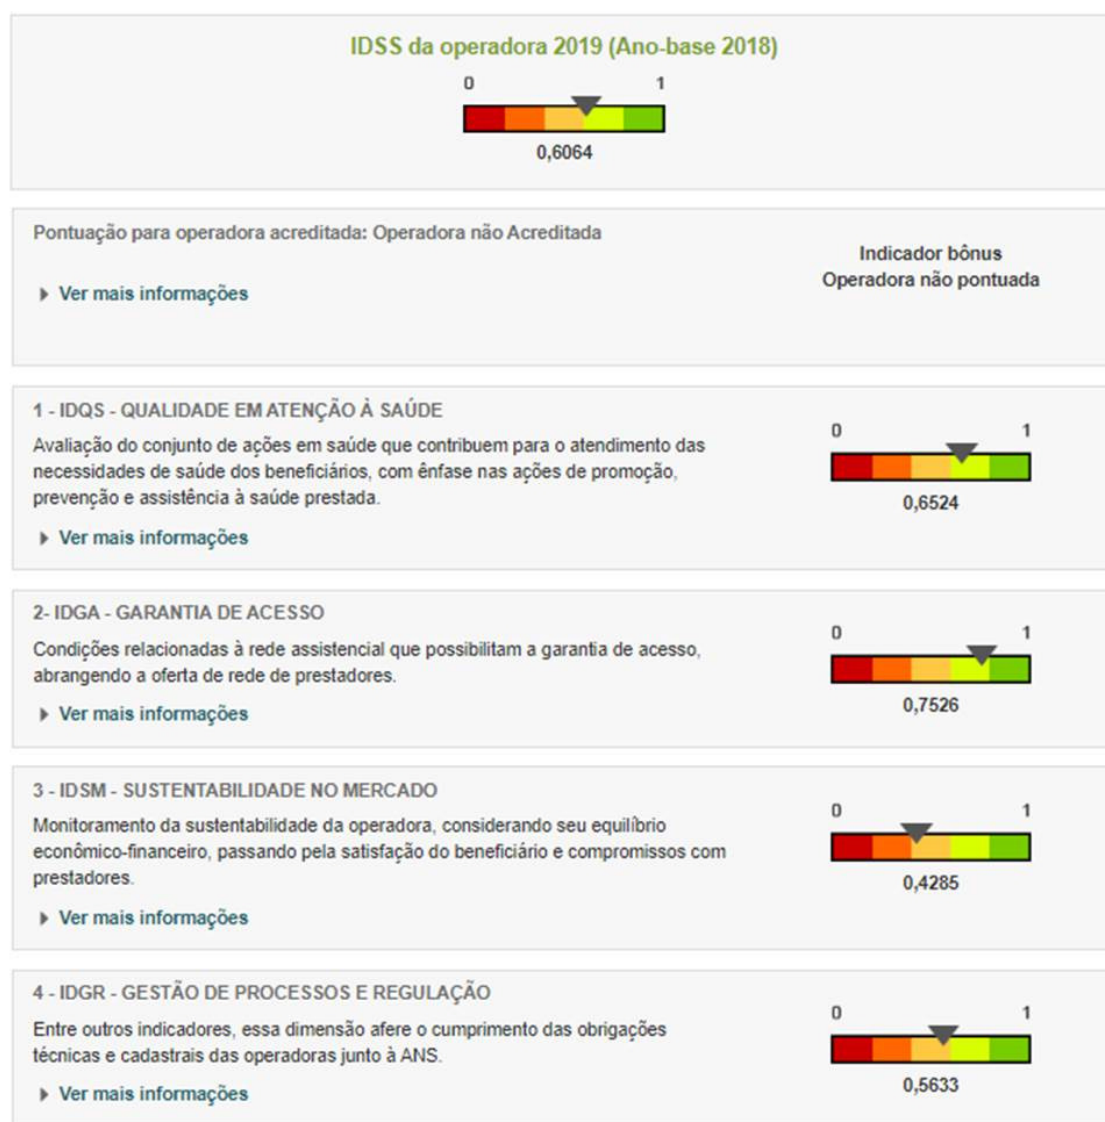 IDSS da operadora 2019 (Ano-base 2018)
0 1
0,6064
Pontuação para operadora acreditada: Operadora não Acreditada
Indicador bônus
Operadora não pontuada
Ver mais informações
1 - IDQS - QUALIDADE EM ATENÇÃO À SAÚDE
Avaliação do conjunto de ações em saúde que contribuem para o atendimento das
necessidades de saúde dos beneficiários, com ênfase nas ações de promoção,
prevenção e assistência à saúde prestada.
Ver mais informações
0 1
0,6524
2- IDGA - GARANTIA DE ACESSO
Condições relacionadas à rede assistencial que possibilitam a garantia de acesso,
abrangendo a oferta de rede de prestadores.
Ver mais informações
0 1
0,7526
3 - IDSM - SUSTENTABILIDADE NO MERCADO
Monitoramento da sustentabilidade da operadora, considerando seu equilíbrio
econômico-financeiro, passando pela satisfação do beneficiário e compromissos com
prestadores.
Ver mais informações
0 1
0,4285
4 - IDGR - GESTÃO DE PROCESSOS E REGULAÇÃO
Entre outros indicadores, essa dimensão afere o cumprimento das obrigações
técnicas e cadastrais das operadoras junto à ANS.
Ver mais informações
0 1
0,5633